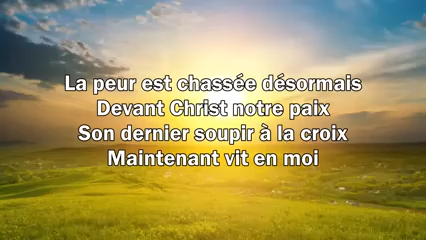 La peur est chassée désormais
Devant Christ notre paix
Son dernier soupir à la croix
Maintenant vit en moi